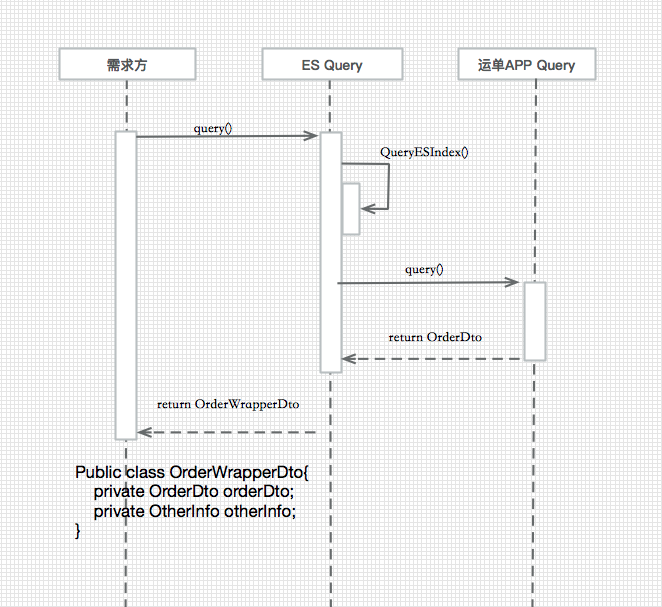 需求方
ES Query
运单APP Query
query()
QueryESIndex()
query()
return OrderDto
return OrderWrapperDto
Public class OrderWrapperDto{
private OrderDto orderDto;
private OtherInfo otherInfo;
}